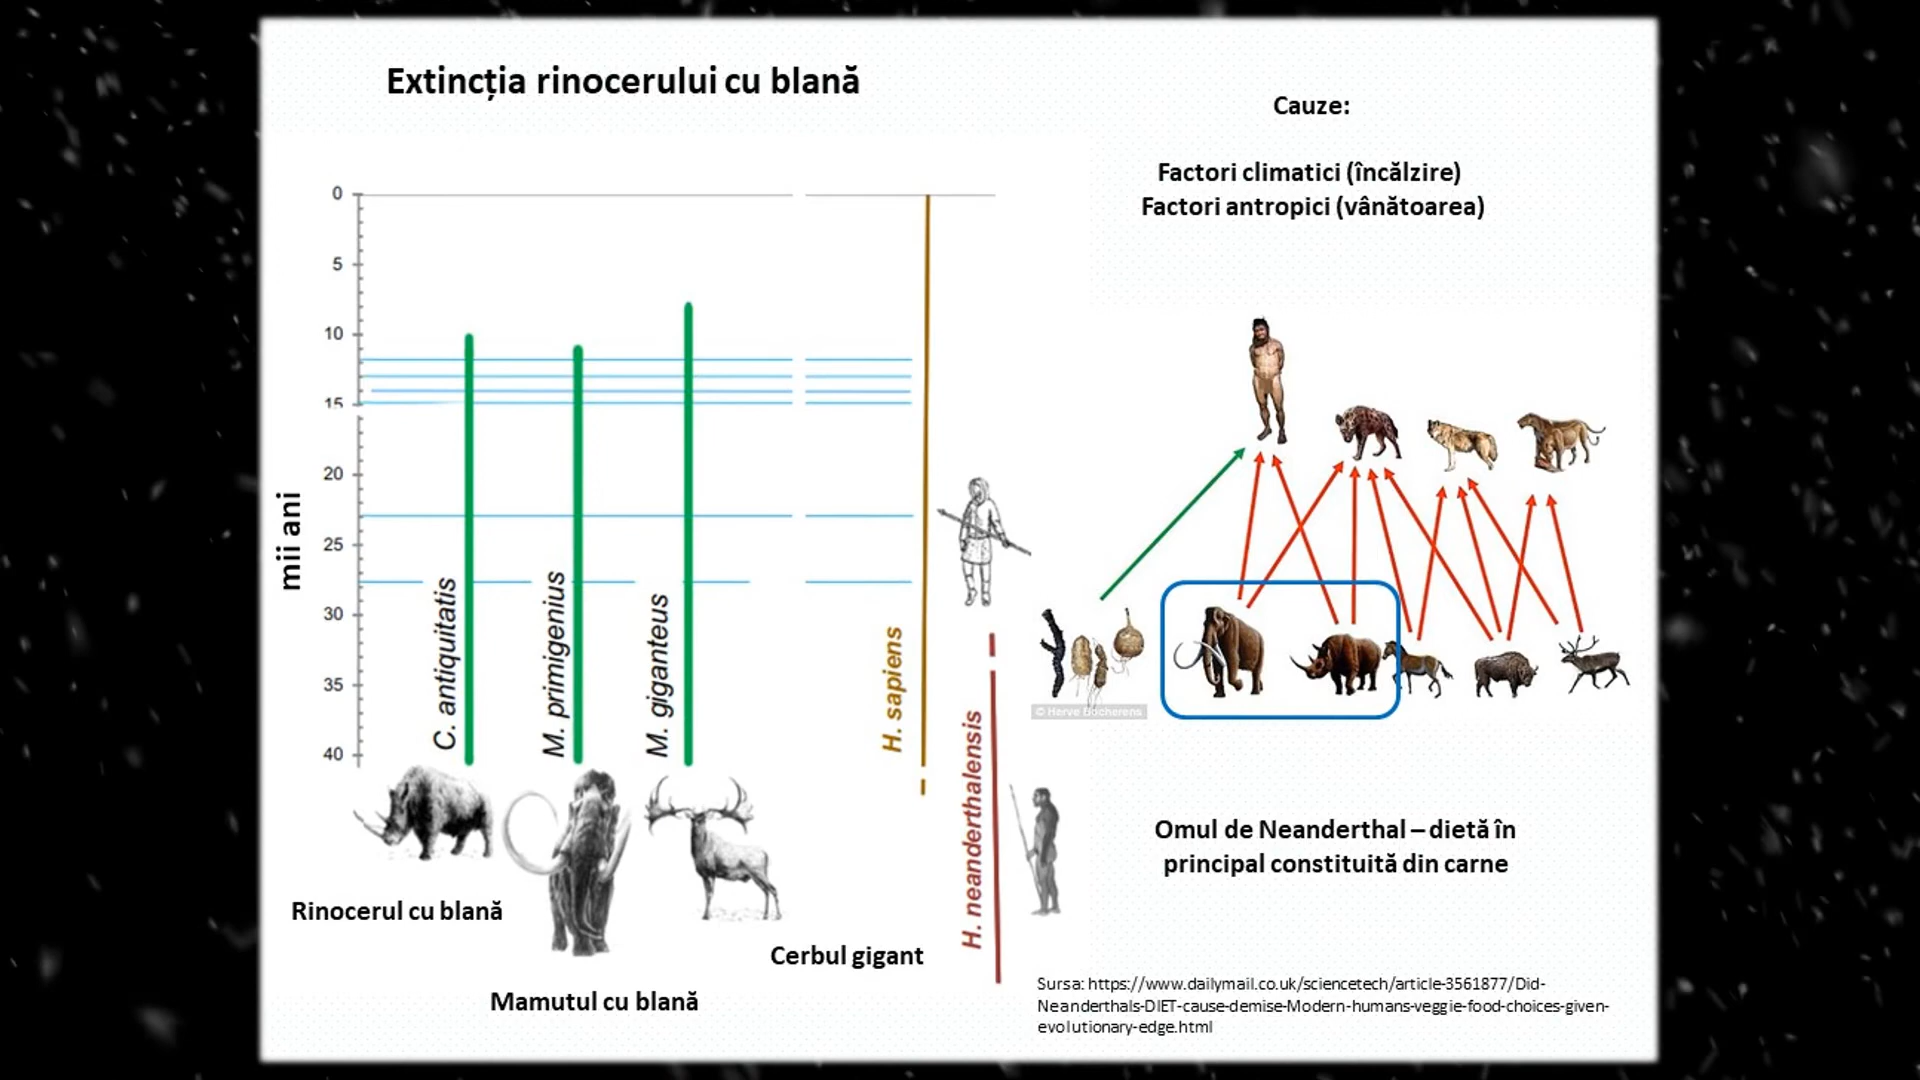 Extincția rinocerului cu blană
Cauze:
Factori climatici (încălzire)
Factori antropici (vânătoarea)
0
5
10
15
20
25
30
35
40
mii ani
C. antiquitatis
M. primigenius
M. giganteus
H. sapiens
H. neanderthalensis
© Herve Bocherens
Rinocerul cu blană
Mamutul cu blană
Cerbul gigant
Omul de Neanderthal – dietă în
principal constituită din carne
Sursa: https://www.dailymail.co.uk/sciencetech/article-3561877/Did-
Neanderthals-DIET-cause-demise-Modern-humans-veggie-food-choices-given-
evolutionary-edge.html